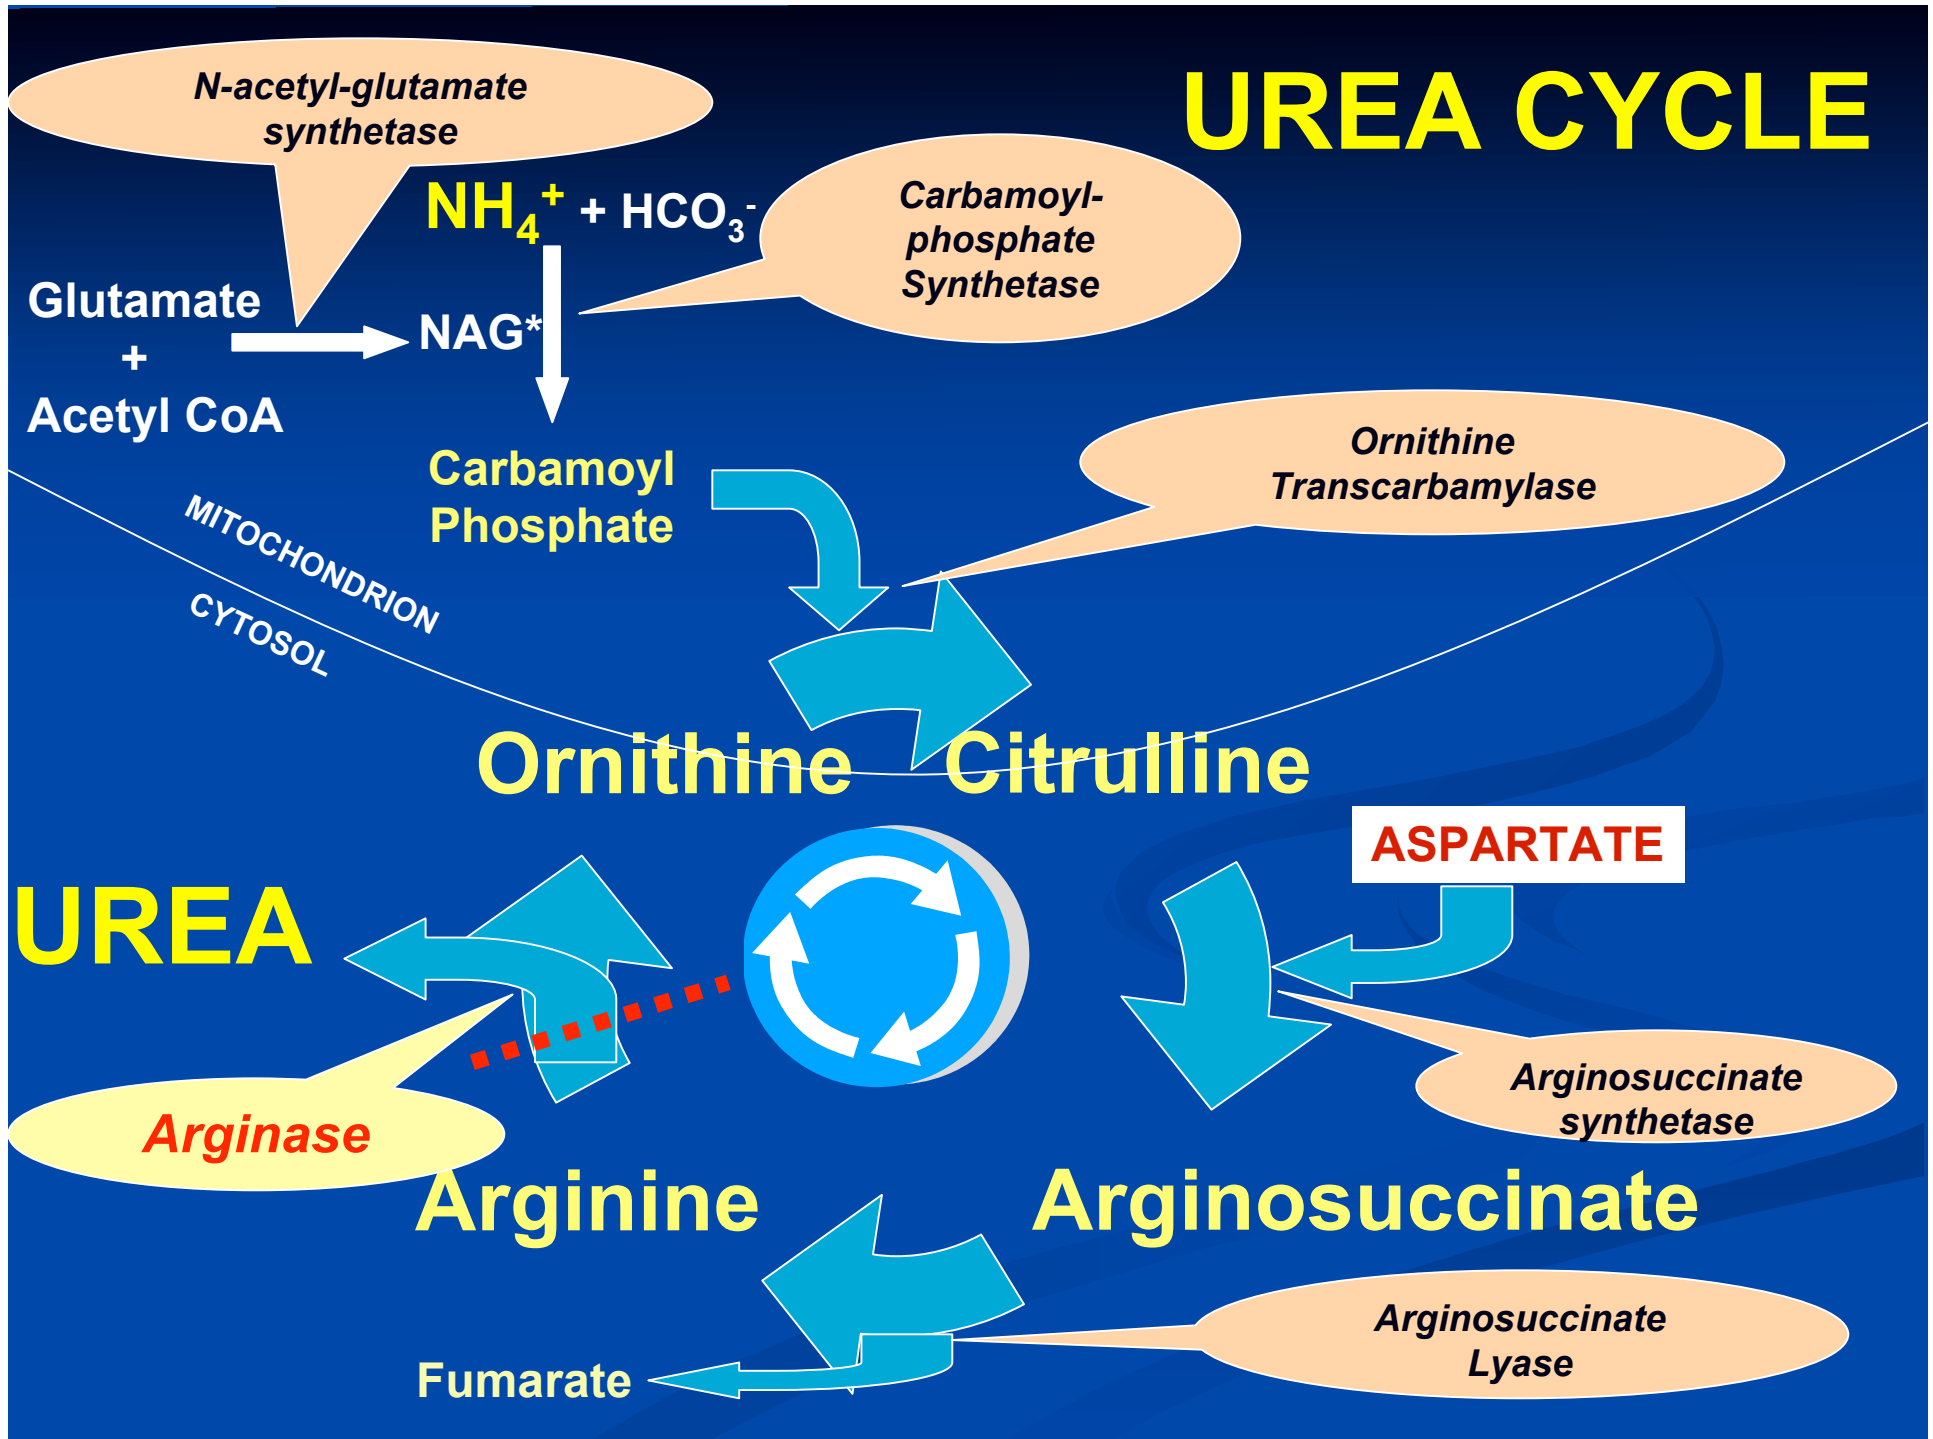 UREA CYCLE
N-acetyl-glutamate
synthetase
NH₄⁺ + HCO₃⁻
Carbamoyl-
phosphate
Synthetase
Glutamate
+
Acetyl CoA
NAG*
Carbamoyl
Phosphate
Ornithine
Transcarbamylase
MITOCHONDRION
CYTOSOL
Ornithine
Citrulline
ASPARTATE
UREA
Arginosuccinate
synthetase
Arginase
Arginine
Arginosuccinate
Arginosuccinate
Lyase
Fumarate